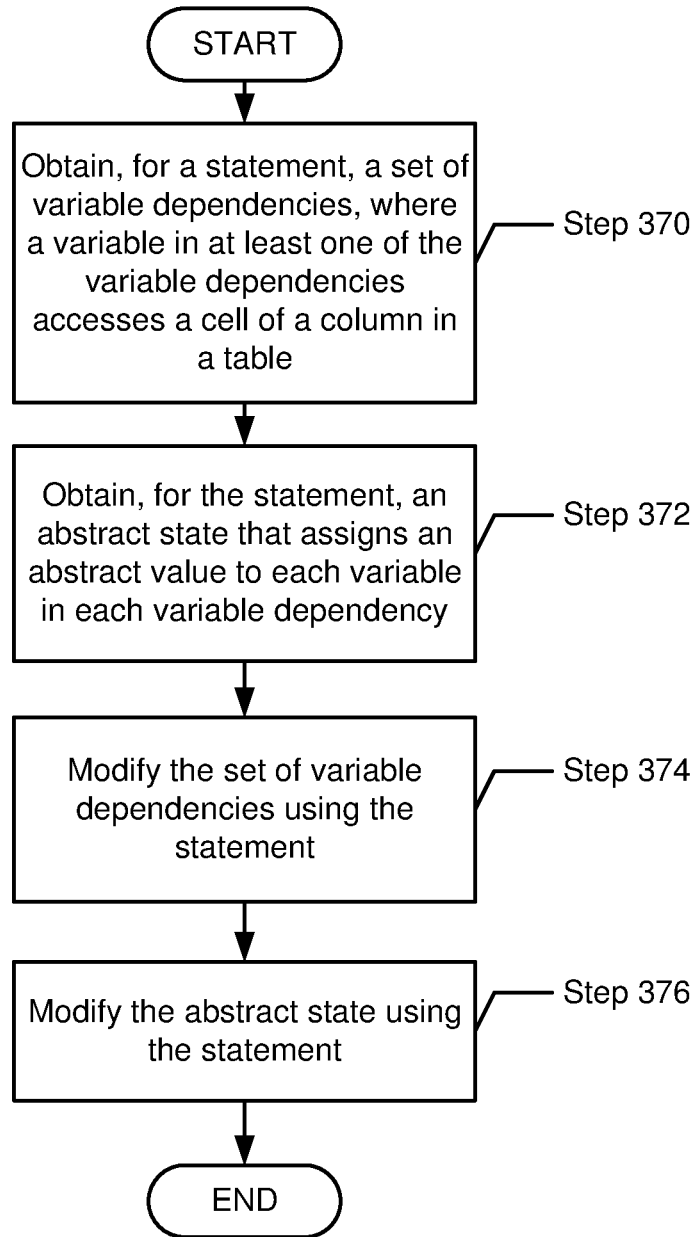 START
Obtain, for a statement, a set of
variable dependencies, where
a variable in at least one of the
variable dependencies
accesses a cell of a column in
a table
Step 370
Obtain, for the statement, an
abstract state that assigns an
abstract value to each variable
in each variable dependency
Step 372
Modify the set of variable
dependencies using the
statement
Step 374
Modify the abstract state using
the statement
Step 376
END